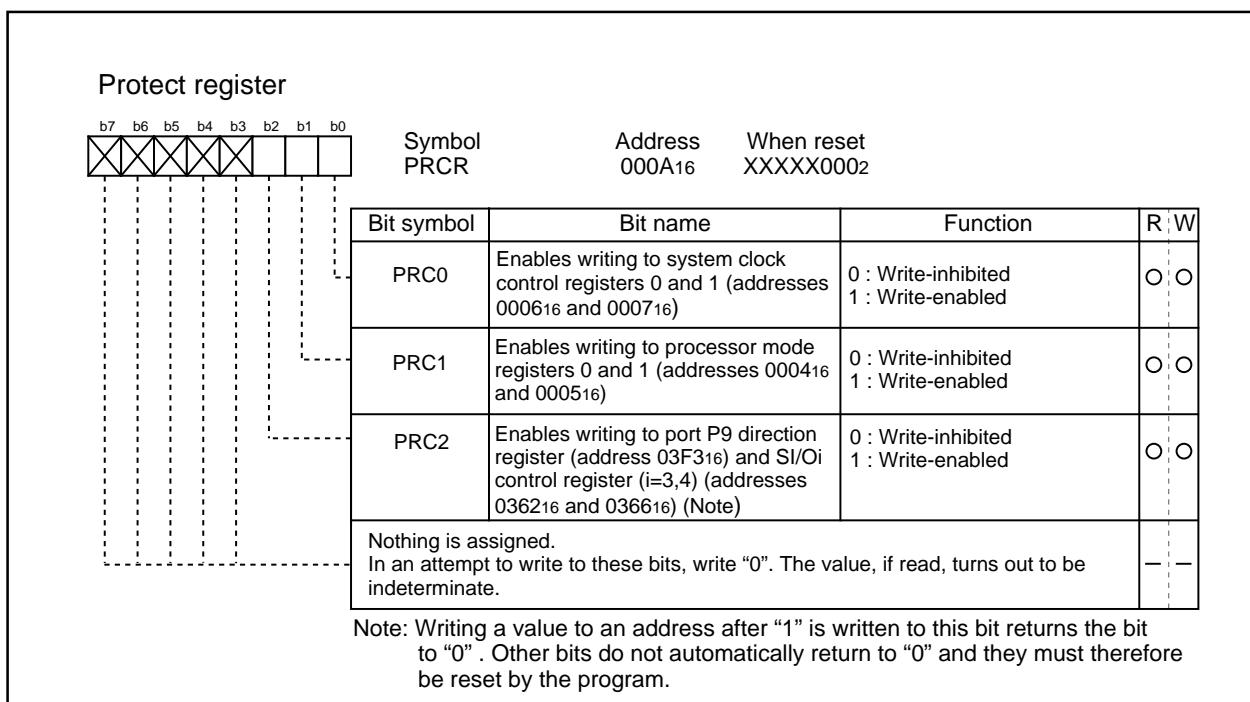 Protect register
b7 b6 b5 b4 b3 b2 b1 b0
Symbol Address When reset
PRCR 000A16 XXXXX0002
Bit symbol Bit name Function R W
PRC0
Enables writing to system clock
control registers 0 and 1 (addresses
000616 and 000716)
0 : Write-inhibited
1 : Write-enabled
PRC1
Enables writing to processor mode
registers 0 and 1 (addresses 000416
and 000516)
0 : Write-inhibited
1 : Write-enabled
PRC2
Enables writing to port P9 direction
register (address 03F316) and SI/Oi
control register (i=3,4) (addresses
036216 and 036616) (Note)
0 : Write-inhibited
1 : Write-enabled
Nothing is assigned.
In an attempt to write to these bits, write “0”. The value, if read, turns out to be
indeterminate.
Note: Writing a value to an address after “1” is written to this bit returns the bit
to “0” . Other bits do not automatically return to “0” and they must therefore
be reset by the program.